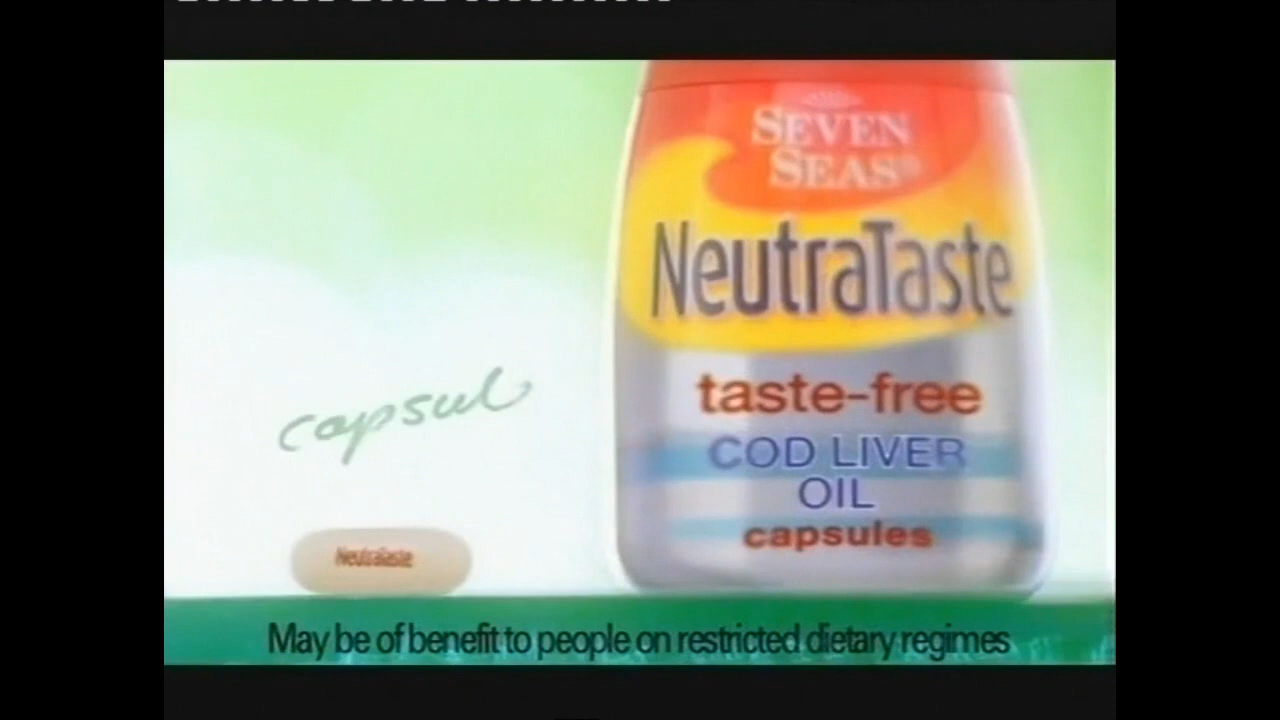 SEVEN
SEAS®
NeutraTaste
taste-free
COD LIVER
OIL
capsules
capsul
NeutraTaste
May be of benefit to people on restricted dietary regimes